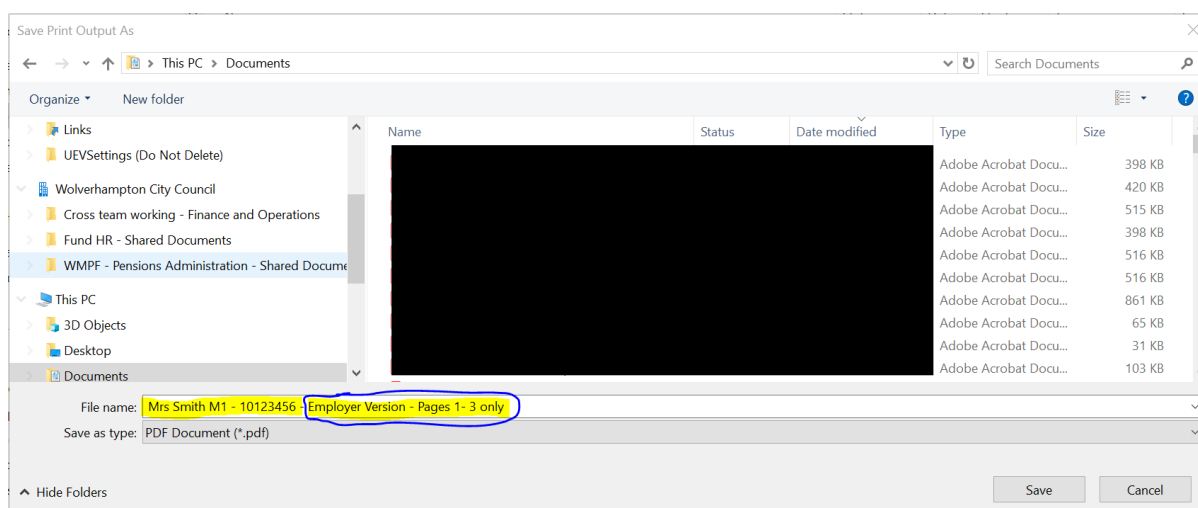 Save Print Output As
This PC > Documents
Search Documents
Organize
New folder
Links
UEVSettings (Do Not Delete)
Wolverhampton City Council
Cross team working - Finance and Operations
Fund HR - Shared Documents
WMPF - Pensions Administration - Shared Docume
This PC
3D Objects
Desktop
Documents
Name Status Date modified Type Size
Adobe Acrobat Docu... 398 KB
Adobe Acrobat Docu... 420 KB
Adobe Acrobat Docu... 515 KB
Adobe Acrobat Docu... 398 KB
Adobe Acrobat Docu... 516 KB
Adobe Acrobat Docu... 516 KB
Adobe Acrobat Docu... 861 KB
Adobe Acrobat Docu... 65 KB
Adobe Acrobat Docu... 31 KB
Adobe Acrobat Docu... 103 KB
File name: Mrs Smith M1 - 10123456 - Employer Version - Pages 1- 3 only
Save as type: PDF Document (*.pdf)
Hide Folders
Save
Cancel